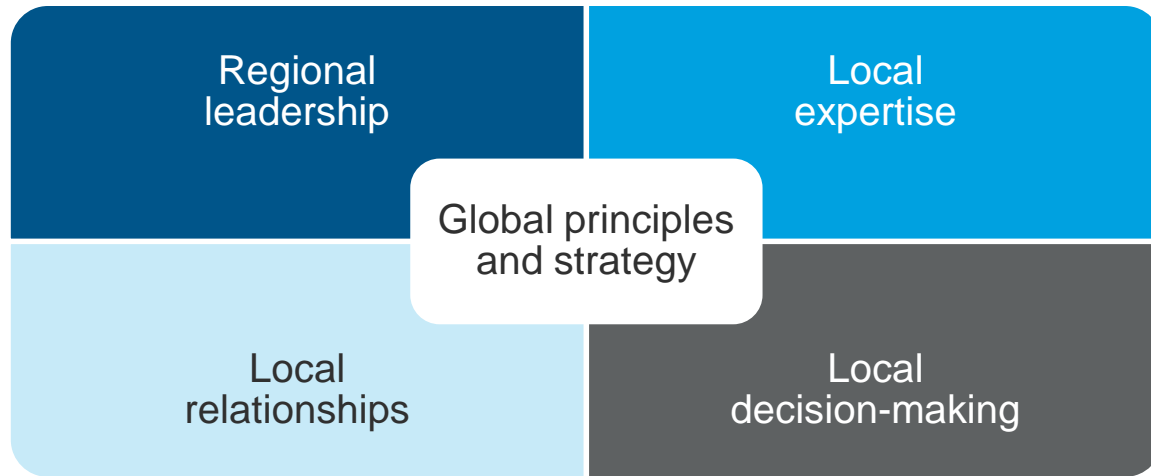 Regional
leadership
Local
expertise
Global principles
and strategy
Local
relationships
Local
decision-making